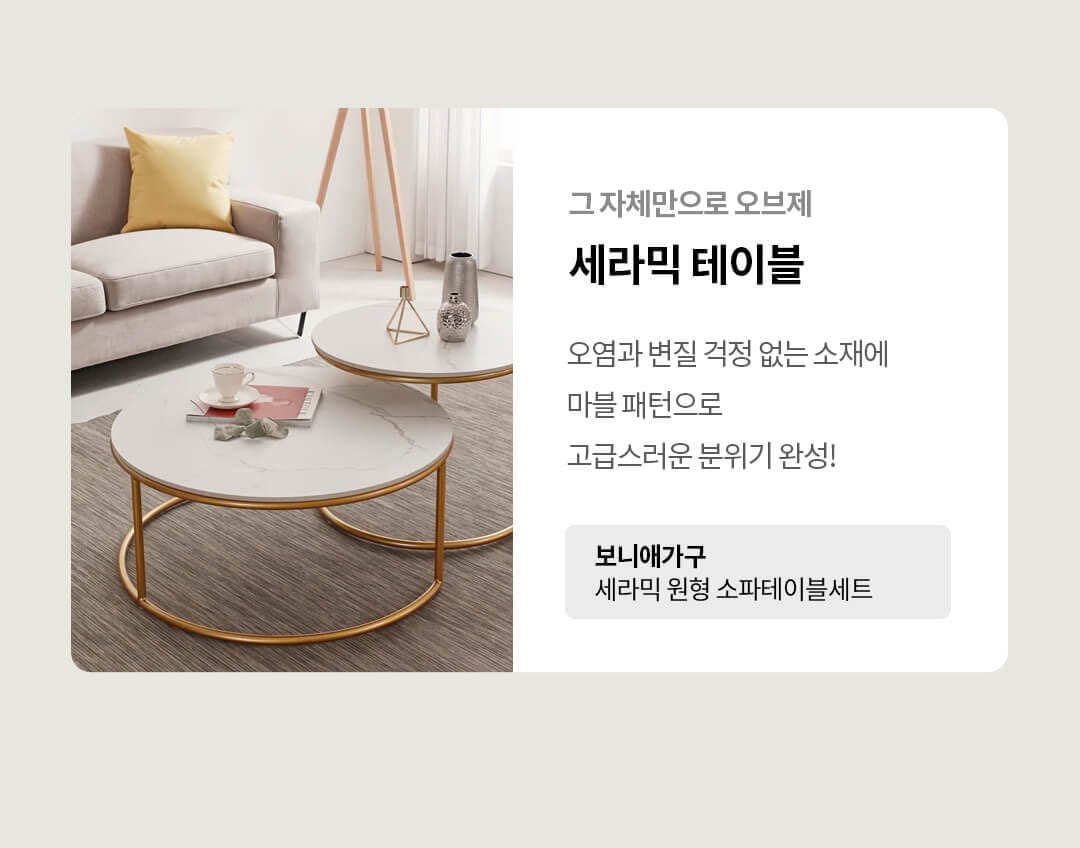 그 자체만으로 오브제
세라믹 테이블
오염과 변질 걱정 없는 소재에
마블 패턴으로
고급스러운 분위기 완성!
보니애가구
세라믹 원형 소파테이블세트